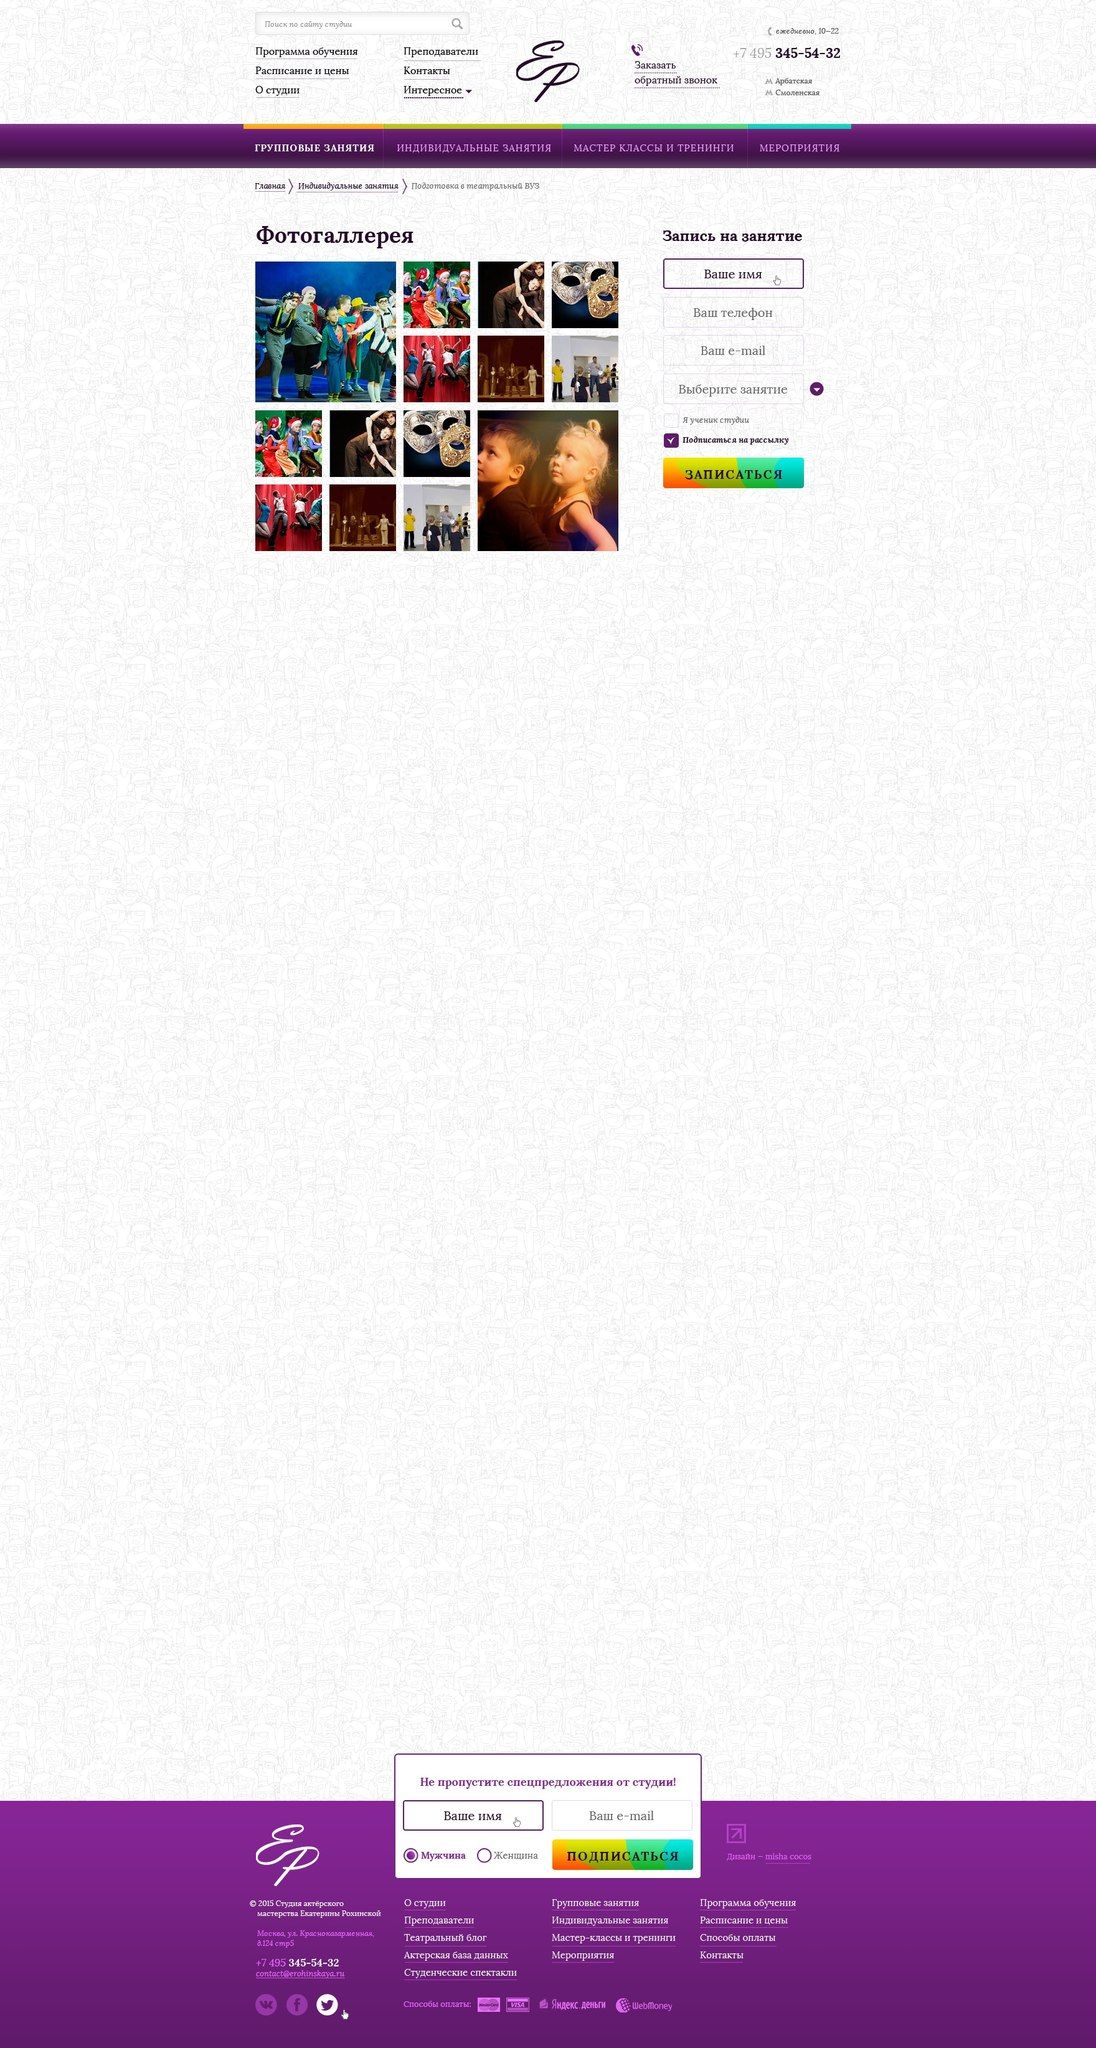 Поиск по сайту студии
Программа обучения
Расписание и цены
О студии
Преподаватели
Контакты
Интересное
ЕР
Заказать
обратный звонок
ежедневно, 10–22
+7 495 345-54-32
Арбатская
Смоленская
ГРУППОВЫЕ ЗАНЯТИЯ ИНДИВИДУАЛЬНЫЕ ЗАНЯТИЯ МАСТЕР КЛАССЫ И ТРЕНИНГИ МЕРОПРИЯТИЯ
Главная Индивидуальные занятия Подготовка в театральный ВУЗ
Фотогаллерея
Запись на занятие
Ваше имя
Ваш телефон
Ваш e-mail
Выберите занятие
Я ученик студии
Подписаться на рассылку
ЗАПИСАТЬСЯ
Не пропустите спецпредложения от студии!
Ваше имя
Ваш e-mail
Мужчина Женщина
ПОДПИСАТЬСЯ
ЕР
© 2015 Студия актёрского
мастерства Екатерины Рохинской
Москва, ул. Красноказарменная,
д.124 стр5
+7 495 345-54-32
contact@erohinskaya.ru
О студии
Преподаватели
Театральный блог
Актерская база данных
Студенческие спектакли
Групповые занятия
Индивидуальные занятия
Мастер-классы и тренинги
Мероприятия
Программа обучения
Расписание и цены
Способы оплаты
Контакты
Дизайн — misha cocos
Способы оплаты: MasterCard VISA Яндекс.деньги WebMoney